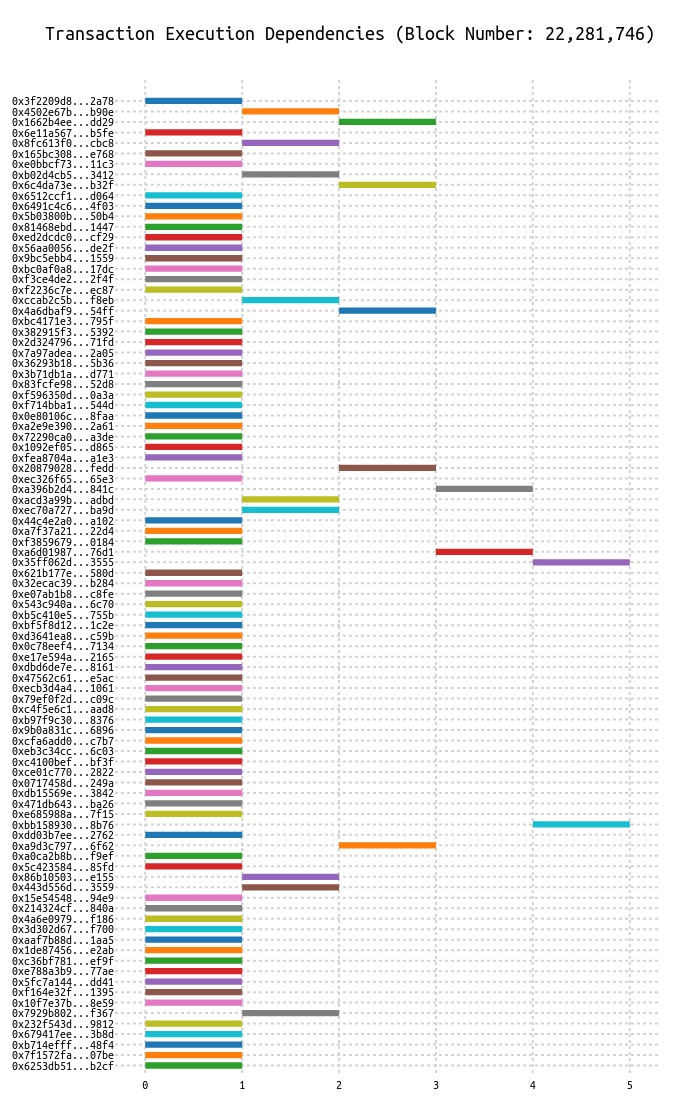 Transaction Execution Dependencies (Block Number: 22,281,746)
0x3f2209d8...2a78
0x4502e67b...b90e
0x1662b4ee...dd29
0x6e11a567...b5fe
0x8fc613f0...cbc8
0x165bc308...e768
0xe0bbcf73...11c3
0xb02d4cb5...3412
0x6c4da73e...b32f
0x6512ccf1...d064
0x6491c4c6...4f03
0x5b03800b...50b4
0x81468ebd...1447
0xed2dcdc0...cf29
0x56aa0056...de2f
0x9bc5ebb4...1559
0xbc0af0a8...17dc
0xf3ce4de2...2f4f
0xf2236c7e...ec87
0xccab2c5b...f8eb
0x4a6dbaf9...54ff
0xbc4171e3...795f
0x382915f3...5392
0x2d324796...71fd
0x7a97adea...2a05
0x36293b18...5b36
0x3b71db1a...d771
0x83fcfe98...52d8
0xf596350d...0a3a
0xf714bba1...544d
0x0e80106c...8faa
0xa2e9e390...2a61
0x72290ca0...a3de
0x1092ef05...d865
0xfea8704a...a1e3
0x20879028...fedd
0xec326f65...65e3
0xa396b2d4...841c
0xacd3a99b...adbd
0xec70a727...ba9d
0x44c4e2a0...a102
0xa7f37a21...22d4
0xf3859679...0184
0xa6d01987...76d1
0x35ff062d...3555
0x621b177e...580d
0x32ecac39...b284
0xe07ab1b8...c8fe
0x543c940a...6c70
0xb5c410e5...755b
0xbf5f8d12...1c2e
0xd3641ea8...c59b
0x0c78eef4...7134
0xe17e594a...2165
0xdbd6de7e...8161
0x47562c61...e5ac
0xecb3d4a4...1061
0x79ef0f2d...c09c
0xc4f5e6c1...aad8
0xb97f9c30...8376
0x9b0a831c...6896
0xcfa6add0...c7b7
0xeb3c34cc...6c03
0xc4100bef...bf3f
0xce01c770...2822
0x0717458d...249a
0xdb15569e...3842
0x471db643...ba26
0xe685988a...7f15
0xbb158930...8b76
0xdd03b7ee...2762
0xa9d3c797...6f62
0xa0ca2b8b...f9ef
0x5c423584...85fd
0x86b10503...e155
0x443d556d...3559
0x15e54548...94e9
0x214324cf...840a
0x4a6e0979...f186
0x3d302d67...f700
0xaaf7b88d...1aa5
0x1de87456...e2ab
0xc36bf781...ef9f
0xe788a3b9...77ae
0x5fc7a144...dd41
0xf164e32f...1395
0x10f7e37b...8e59
0x7929b802...f367
0x232f543d...9812
0x679417ee...3b8d
0xb714efff...48f4
0x7f1572fa...07be
0x6253db51...b2cf
0 1 2 3 4 5